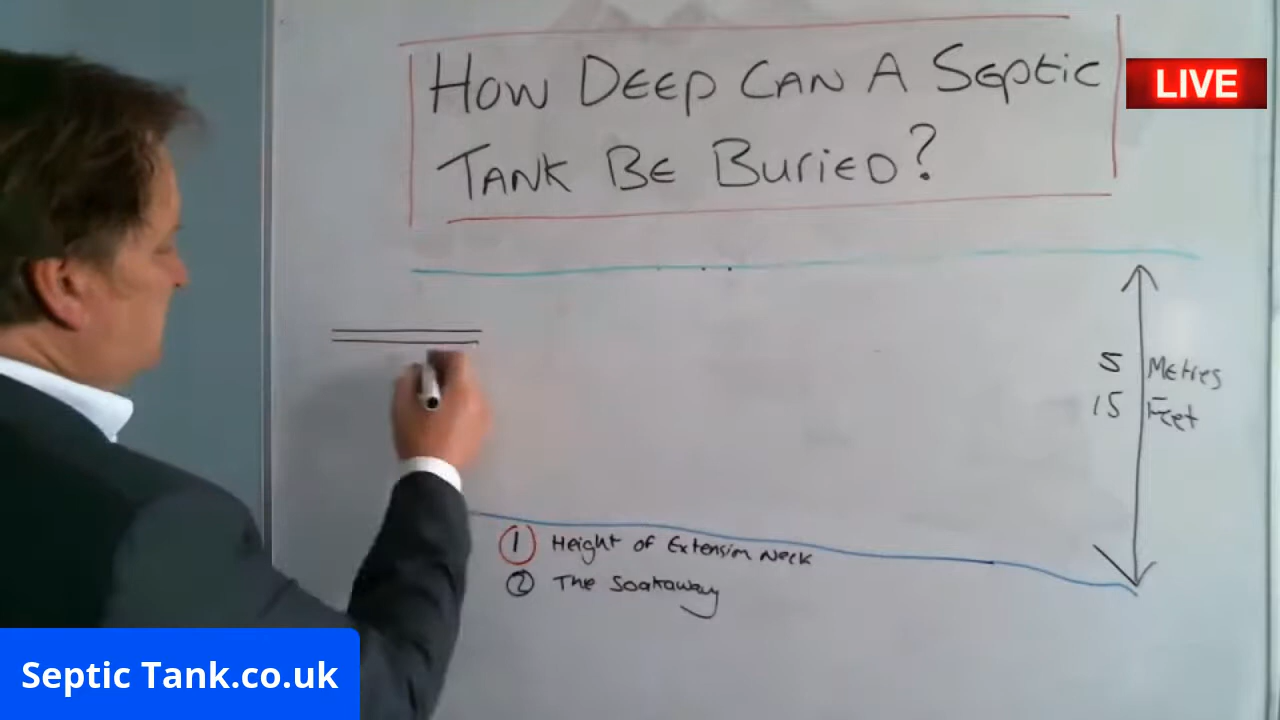 How Deep Can A Septic
Tank Be Buried?
LIVE
5 Metres
15 Feet
1 Height of Extension Neck
2 The Soakaway
Septic Tank.co.uk